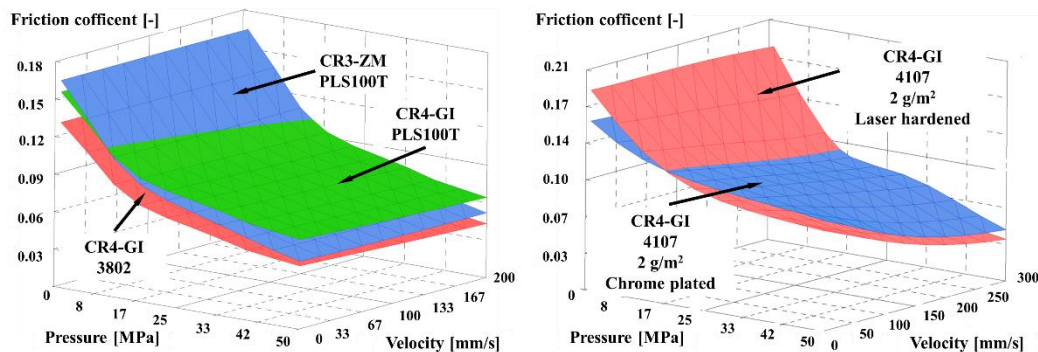 Friction cofficent [-]
0.18
0.15
0.12
0.09
0.06
0.03
CR3-ZM
PLS100T
CR4-GI
PLS100T
CR4-GI
3802
0
8
17
25
33
42
50
Pressure [MPa]
0
33
67
100
133
167
200
Velocity [mm/s]
Friction cofficent [-]
0.21
0.17
0.14
0.10
0.07
0.03
CR4-GI
4107
2 g/m²
Laser hardened
CR4-GI
4107
2 g/m²
Chrome plated
0
8
17
25
33
42
50
Pressure [MPa]
0
50
100
150
200
250
300
Velocity [mm/s]